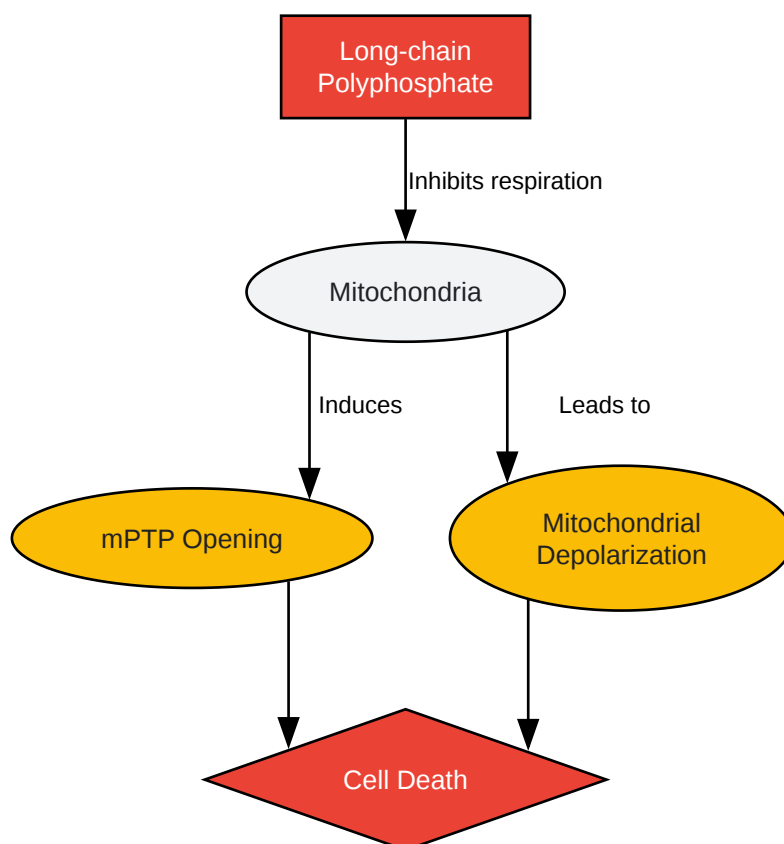 Long-chain
Polyphosphate
Inhibits respiration
Mitochondria
Induces
Leads to
mPTP Opening
Mitochondrial
Depolarization
Cell Death